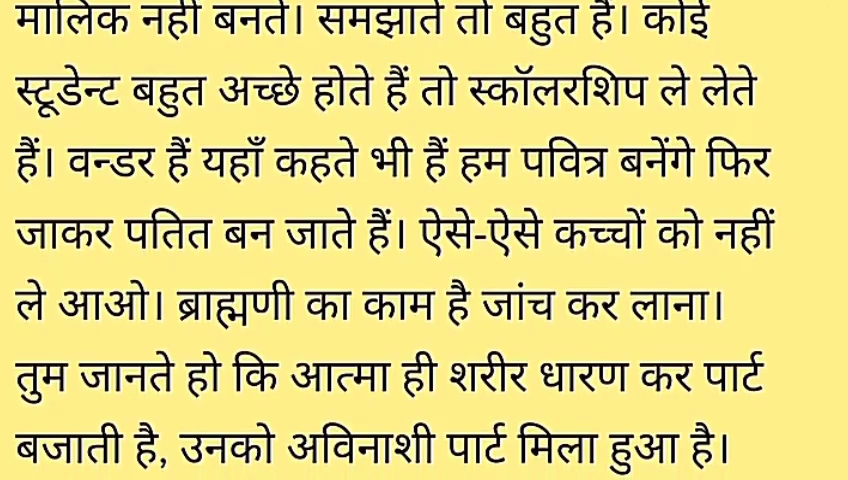 मालिक नहीं बनते। समझाते तो बहुत हैं। कोई
स्टूडेन्ट बहुत अच्छे होते हैं तो स्कॉलरशिप ले लेते
हैं। वन्डर हैं यहाँ कहते भी हैं हम पवित्र बनेंगे फिर
जाकर पतित बन जाते हैं। ऐसे-ऐसे कच्चों को नहीं
ले आओ। ब्राह्मणी का काम है जांच कर लाना।
तुम जानते हो कि आत्मा ही शरीर धारण कर पार्ट
बजाती है, उनको अविनाशी पार्ट मिला हुआ है।